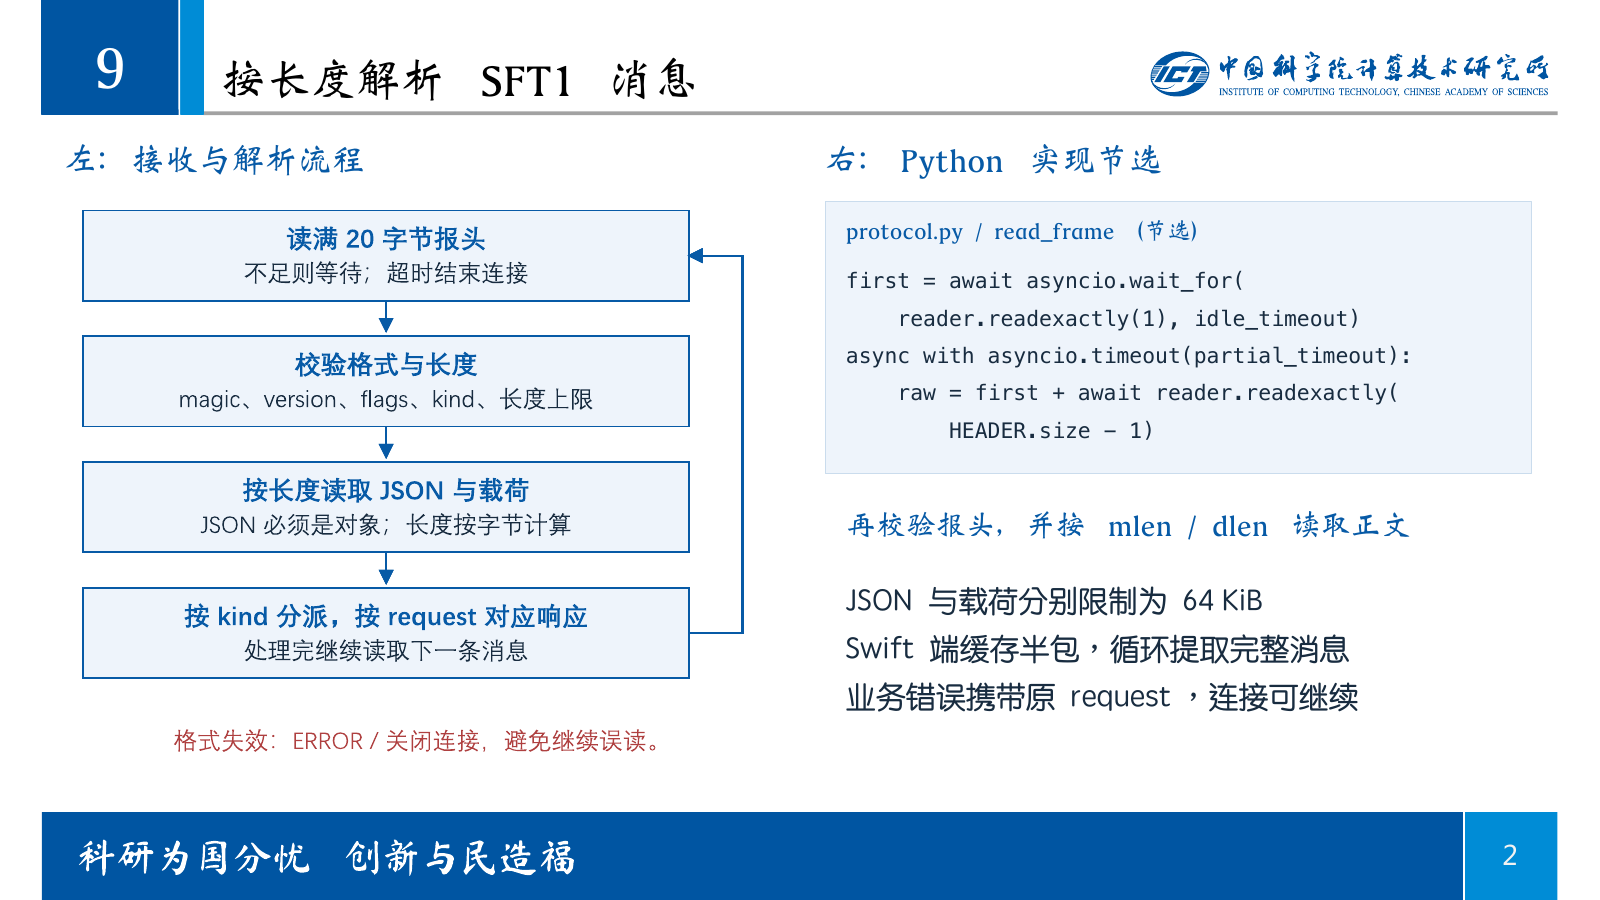 9
按长度解析 SFT1 消息
ICT
中国科学院计算技术研究所
INSTITUTE OF COMPUTING TECHNOLOGY, CHINESE ACADEMY OF SCIENCES
左：接收与解析流程
读满 20 字节报头
不足则等待；超时结束连接
校验格式与长度
magic、version、flags、kind、长度上限
按长度读取 JSON 与载荷
JSON 必须是对象；长度按字节计算
按 kind 分派，按 request 对应响应
处理完继续读取下一条消息
格式失效：ERROR / 关闭连接，避免继续误读。
右： Python 实现节选
protocol.py / read_frame （节选）
first = await asyncio.wait_for(
    reader.readexactly(1), idle_timeout)
async with asyncio.timeout(partial_timeout):
    raw = first + await reader.readexactly(
        HEADER.size - 1)
再校验报头，并按 mlen / dlen 读取正文
JSON 与载荷分别限制为 64 KiB
Swift 端缓存半包，循环提取完整消息
业务错误携带原 request ，连接可继续
科研为国分忧 创新与民造福
2